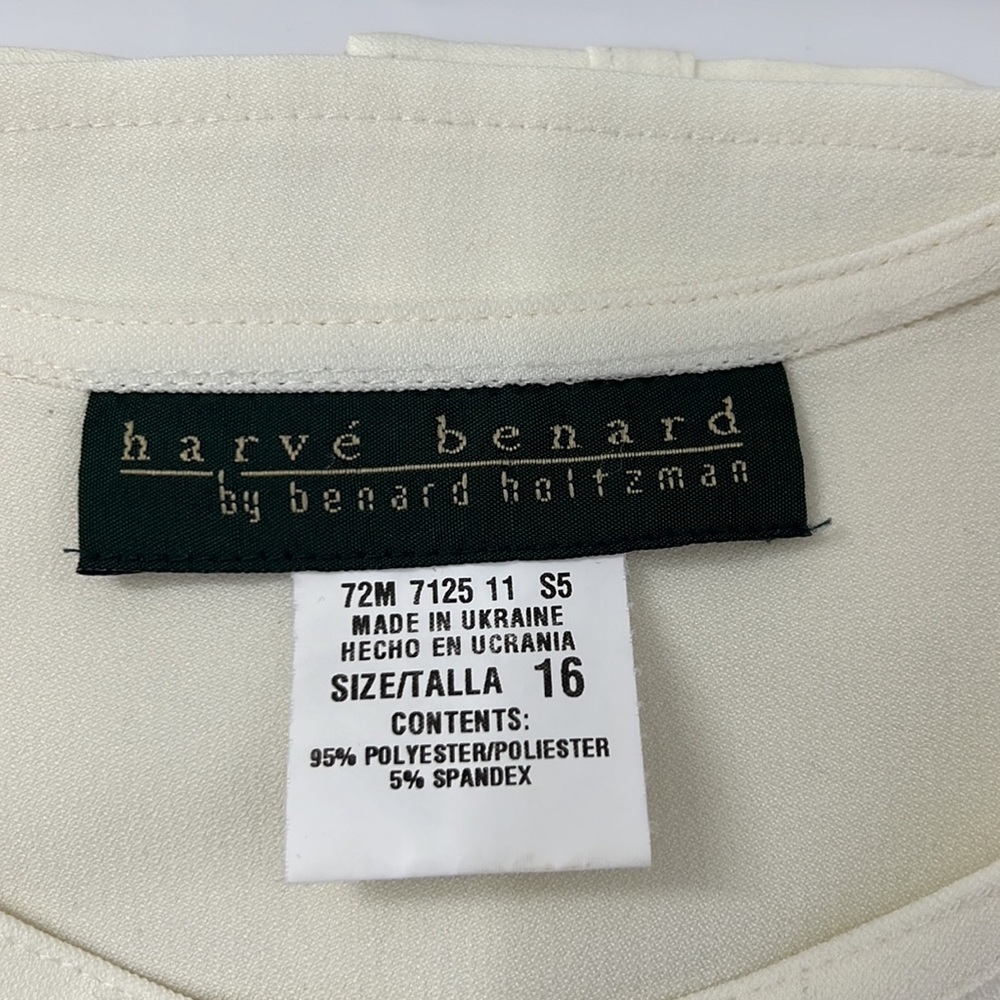 harvé benard
by benard holtzman
72M 7125 11 S5
MADE IN UKRAINE
HECHO EN UCRANIA
SIZE/TALLA 16
CONTENTS:
95% POLYESTER/POLIESTER
5% SPANDEX